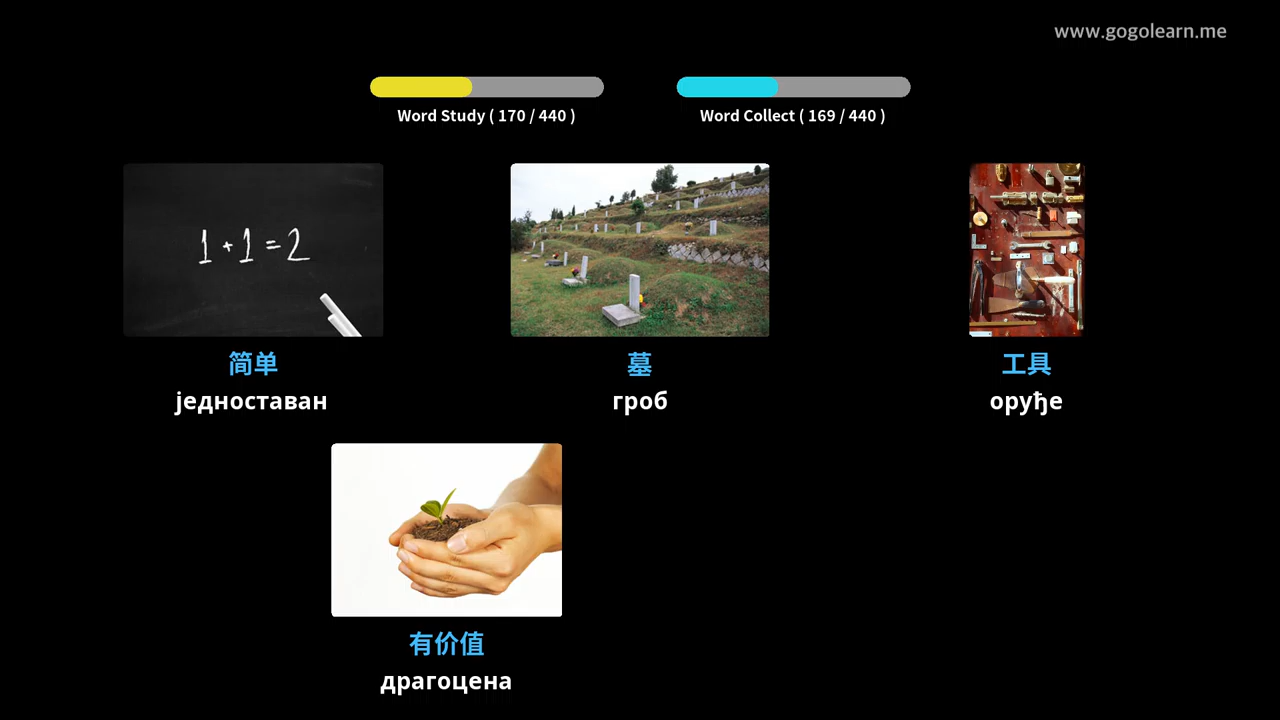 www.gogolearn.me
Word Study ( 170 / 440 )
Word Collect ( 169 / 440 )
1 + 1 = 2
简单
једноставан
墓
гроб
工具
оруђе
有价值
драгоцена